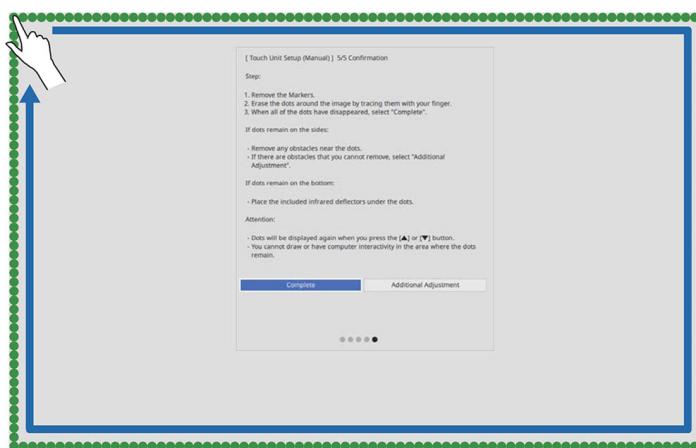 [ Touch Unit Setup (Manual) ]  5/5 Confirmation
Step:
1. Remove the Markers.
2. Erase the dots around the image by tracing them with your finger.
3. When all of the dots have disappeared, select "Complete".
If dots remain on the sides:
- Remove any obstacles near the dots.
- If there are obstacles that you cannot remove, select "Additional
Adjustment".
If dots remain on the bottom:
- Place the included infrared deflectors under the dots.
Attention:
- Dots will be displayed again when you press the [▲] or [▼] button.
- You cannot draw or have computer interactivity in the area where the dots
remain.
Complete
Additional Adjustment